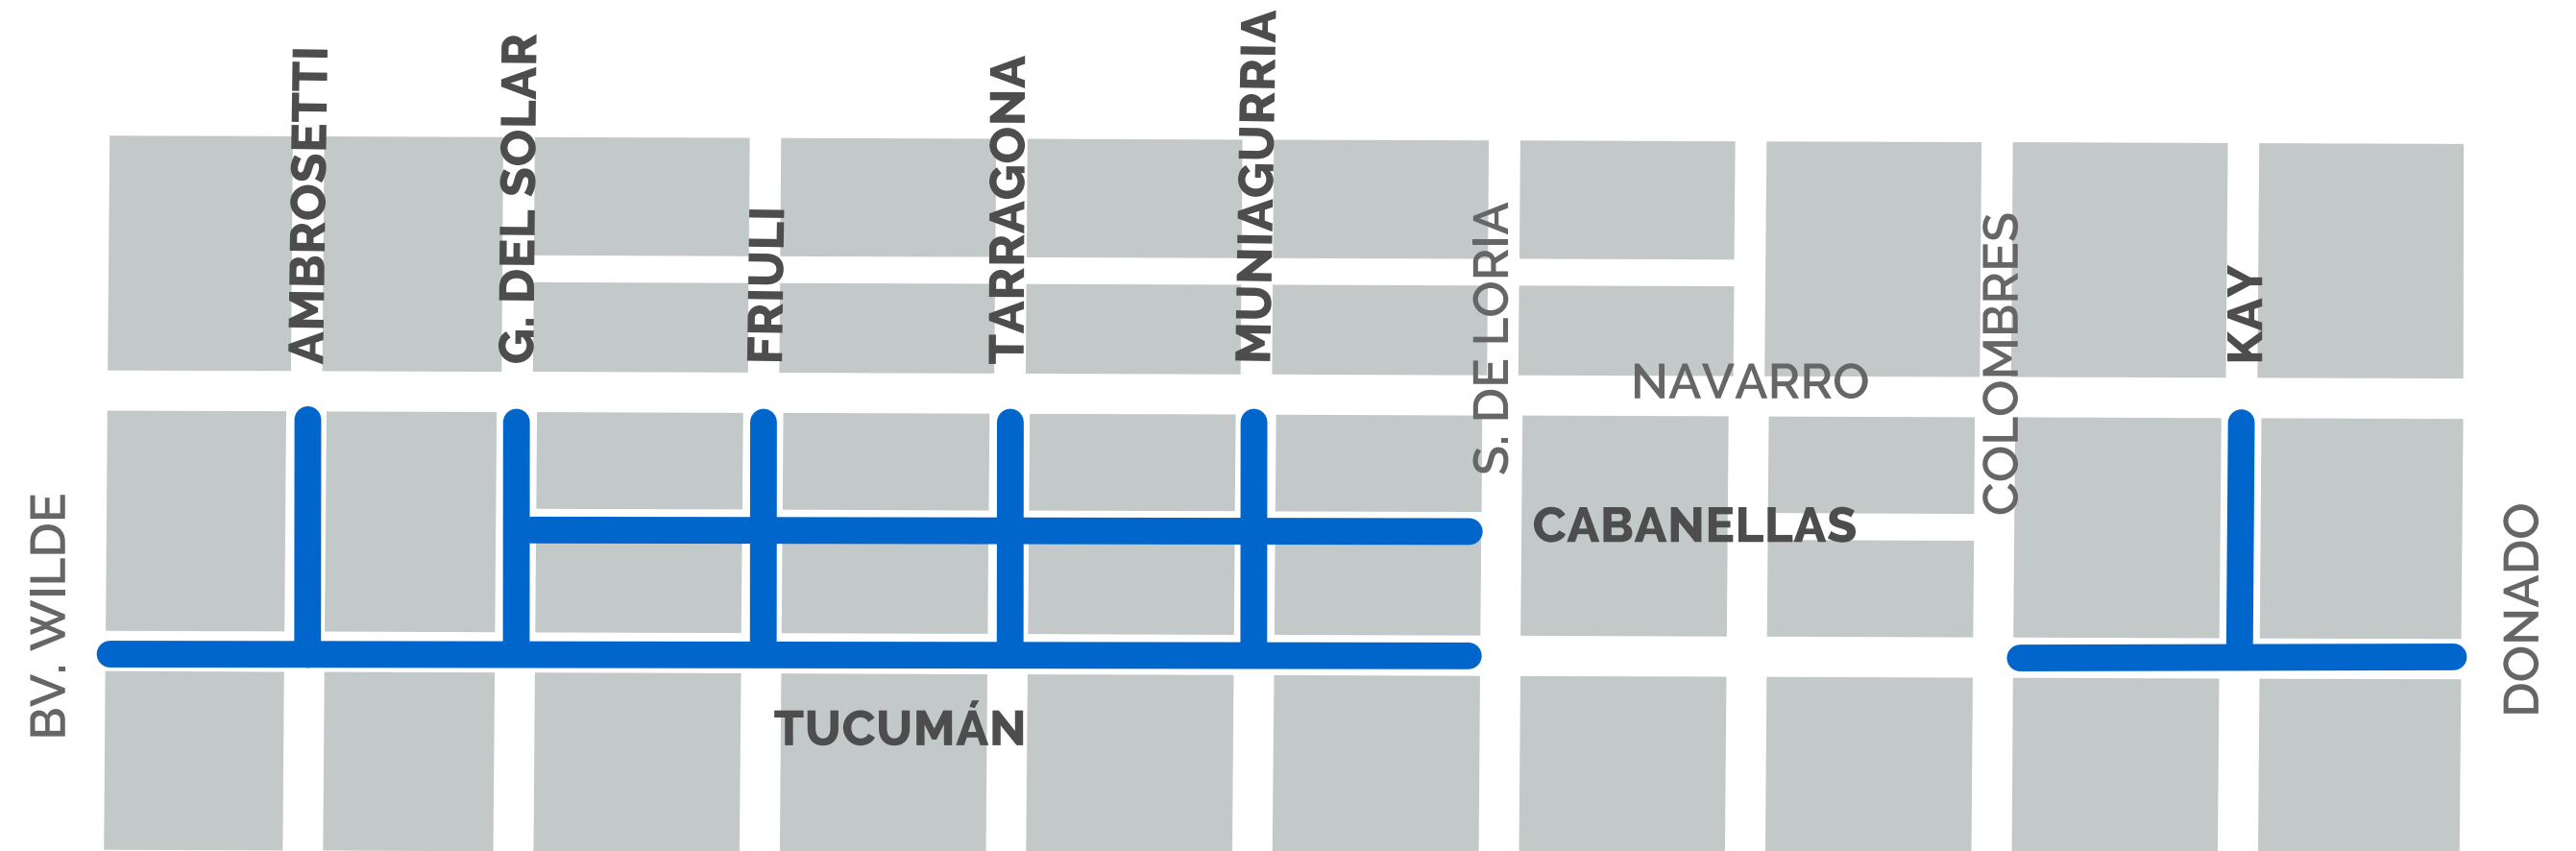 AMBROSETTI
G. DEL SOLAR
FRIULI
TARRAGONA
MUNIAGURRIA
S. DE LORIA
NAVARRO
COLOMBRES
KAY
BV. WILDE
CABANELLAS
DONADO
TUCUMÁN